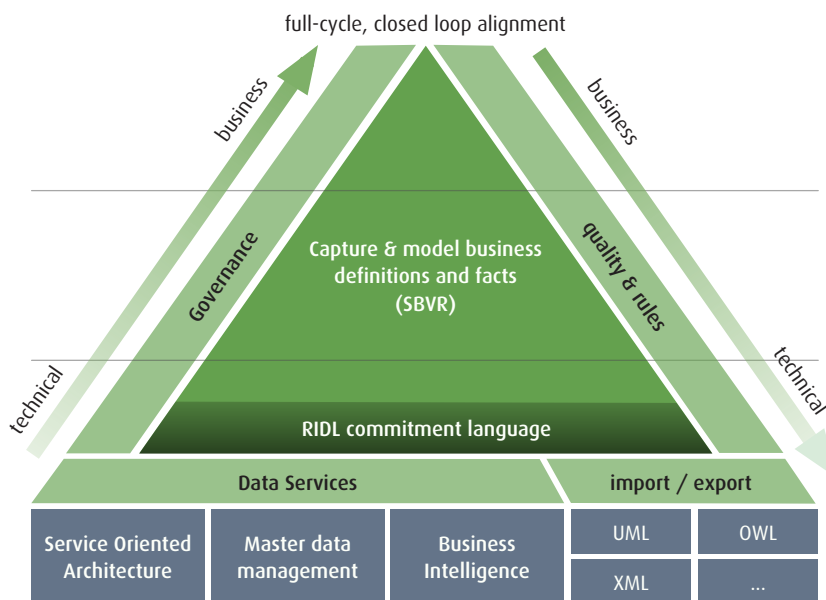 full-cycle, closed loop alignment
business
business
Governance
quality & rules
Capture & model business
definitions and facts
(SBVR)
technical
technical
RIDL commitment language
Data Services
import / export
Service Oriented
Architecture
Master data
management
Business
Intelligence
UML
OWL
XML
...